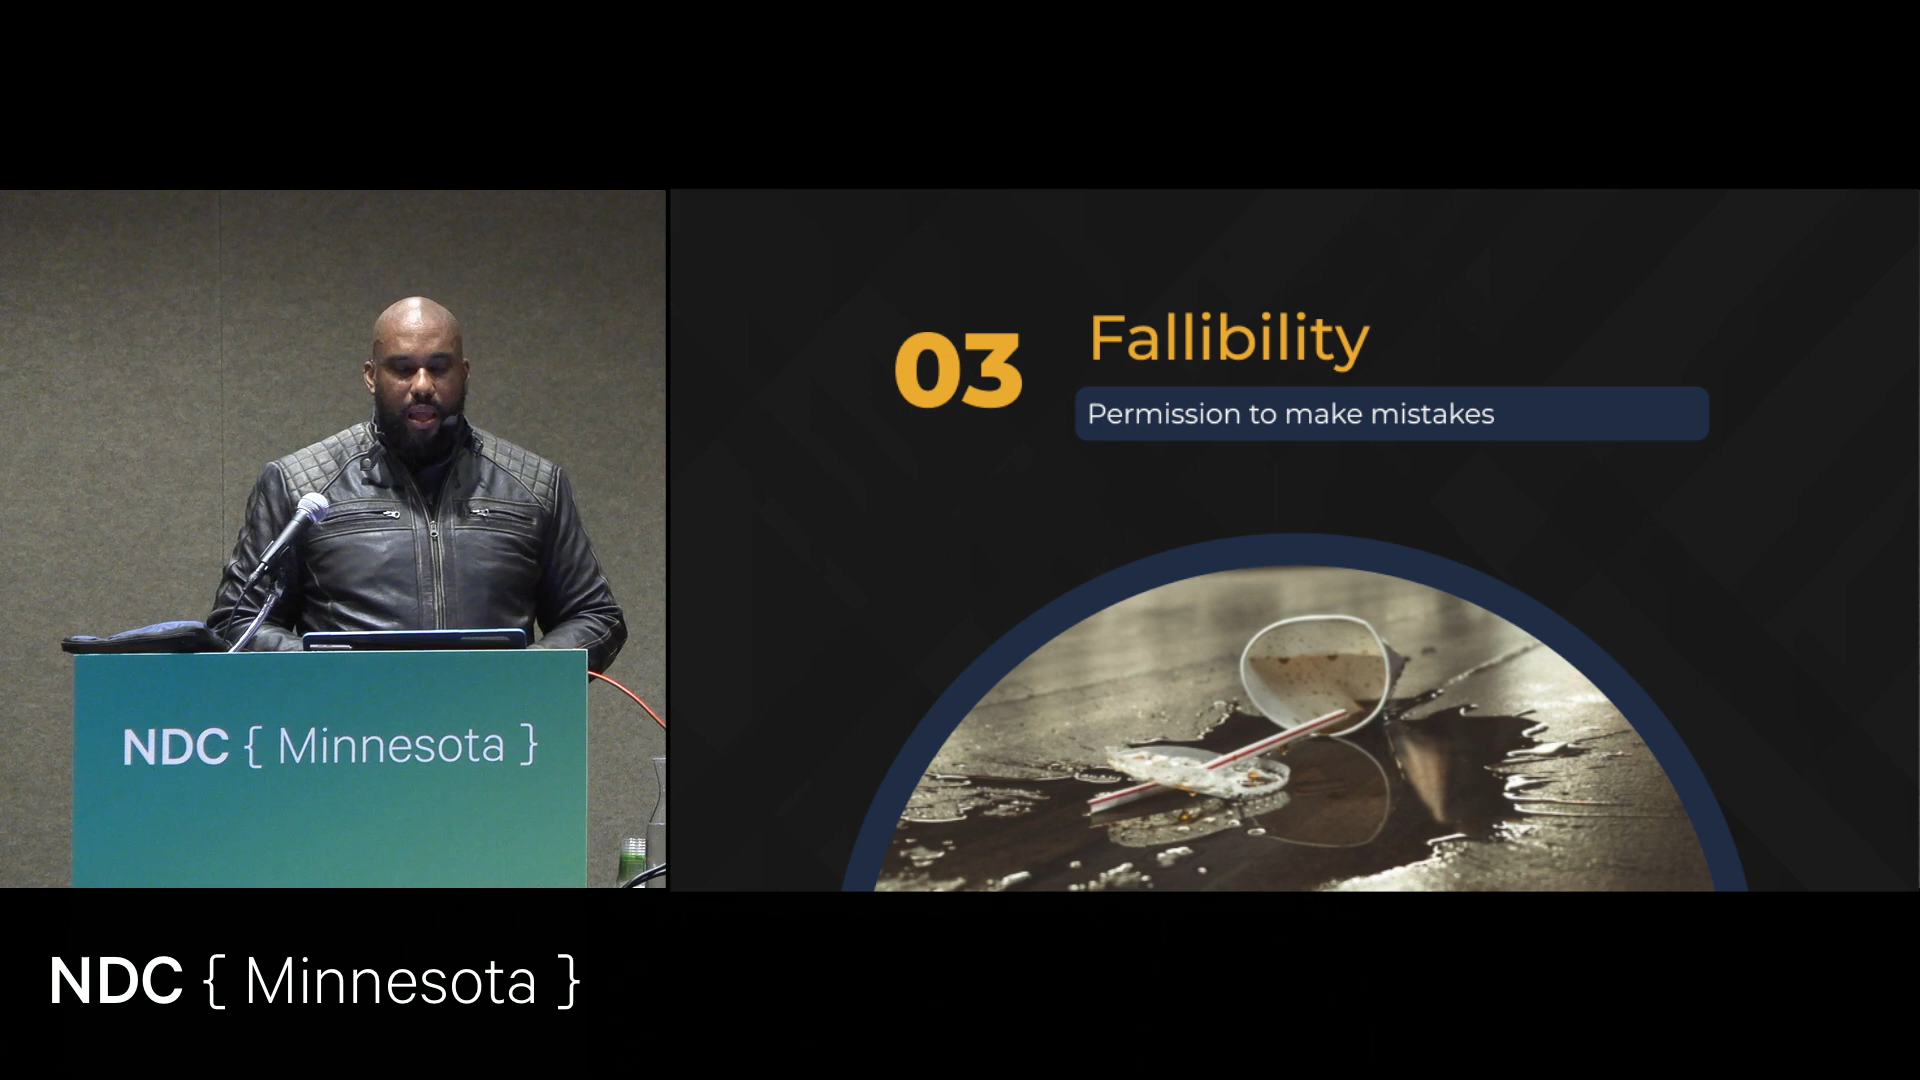 03
Fallibility
Permission to make mistakes
NDC { Minnesota }
NDC { Minnesota }